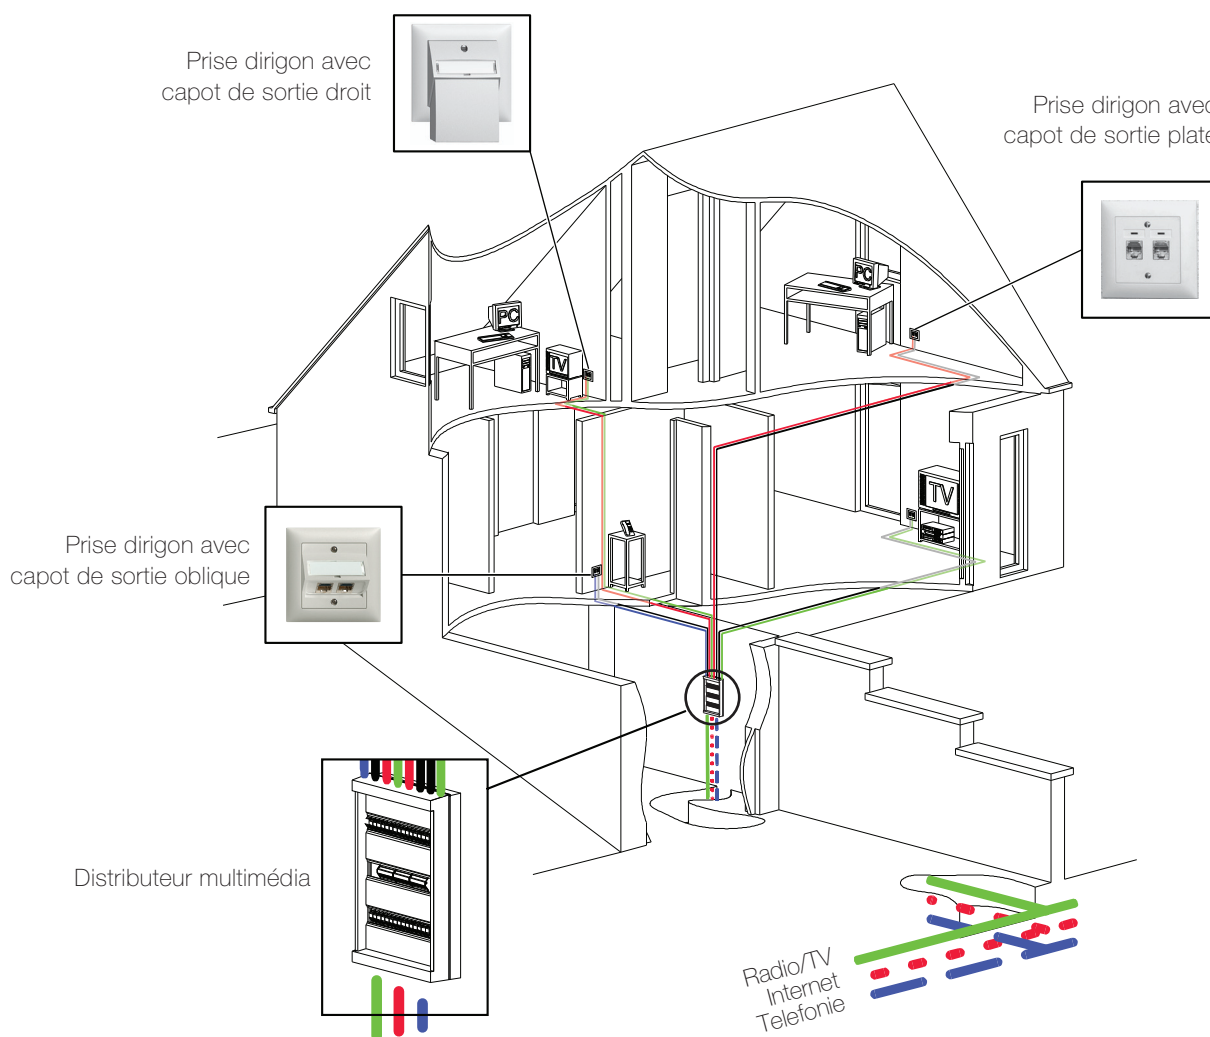 Prise dirigon avec
capot de sortie droit
Prise dirigon avec
capot de sortie plate
PC
PC
TV
TV
Prise dirigon avec
capot de sortie oblique
Distributeur multimédia
Radio/TV
Internet
Telefonie